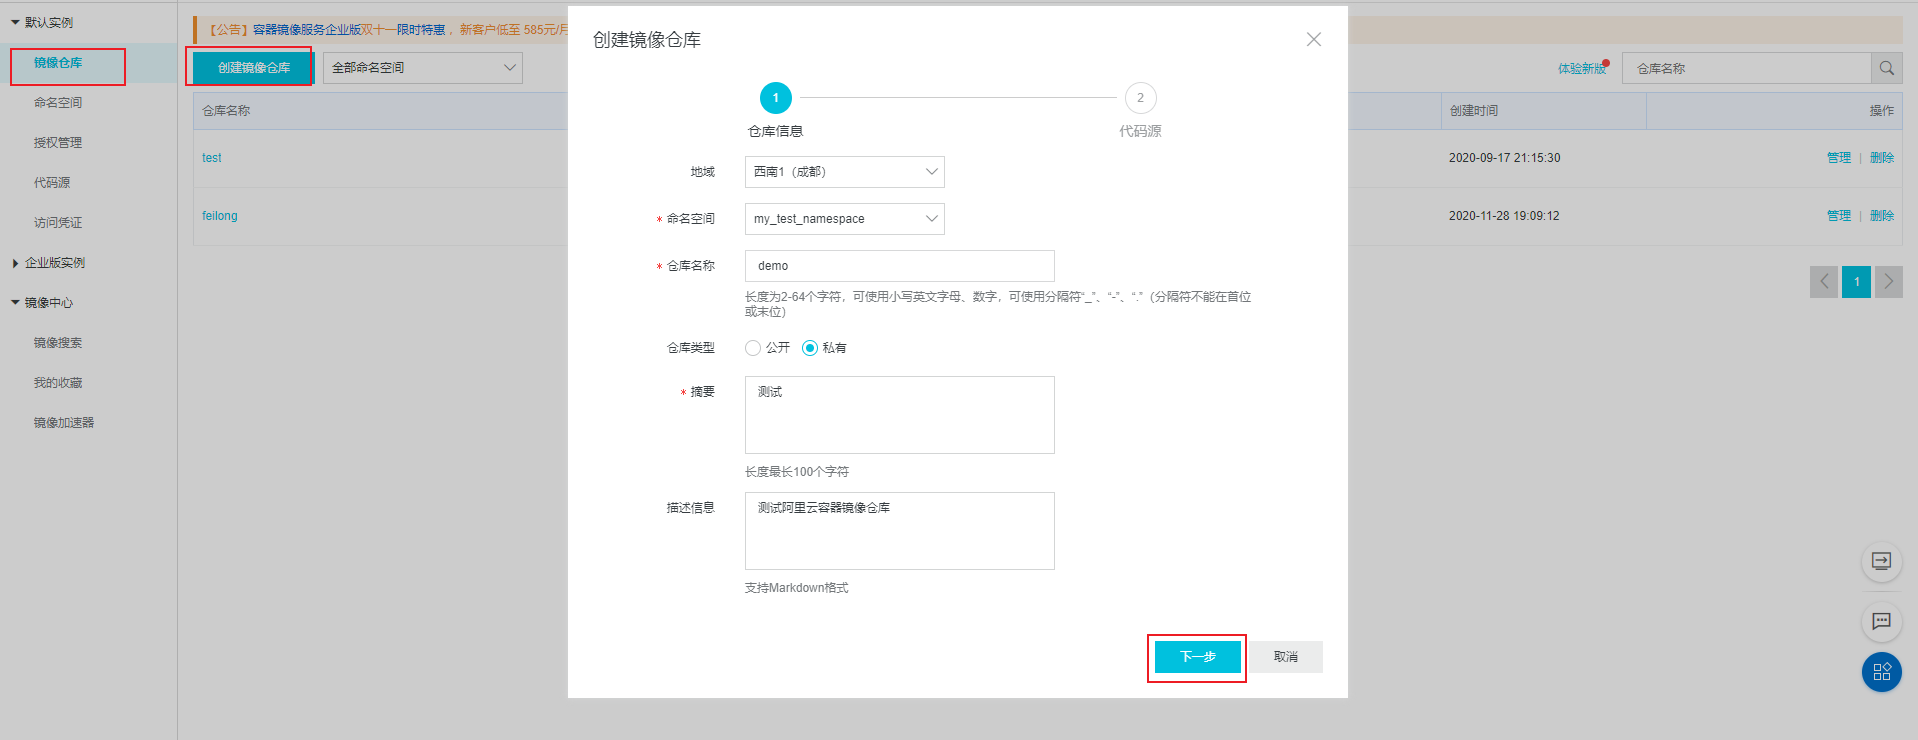 默认实例
镜像仓库
命名空间
授权管理
代码源
访问凭证
企业版实例
镜像中心
镜像搜索
我的收藏
镜像加速器
【公告】容器镜像服务企业版双十一限时特惠，新客户低至 585元/月
创建镜像仓库
全部命名空间
体验新版
仓库名称
仓库名称
创建时间
操作
test
2020-09-17 21:15:30
管理 | 删除
feilong
2020-11-28 19:09:12
管理 | 删除
1
创建镜像仓库
1
仓库信息
2
代码源
地域
西南1（成都）
* 命名空间
my_test_namespace
* 仓库名称
demo
长度为2-64个字符，可使用小写英文字母、数字，可使用分隔符“_”、“-”、“.”（分隔符不能在首位
或末位）
仓库类型
公开
私有
* 摘要
测试
长度最长100个字符
描述信息
测试阿里云容器镜像仓库
支持Markdown格式
下一步
取消